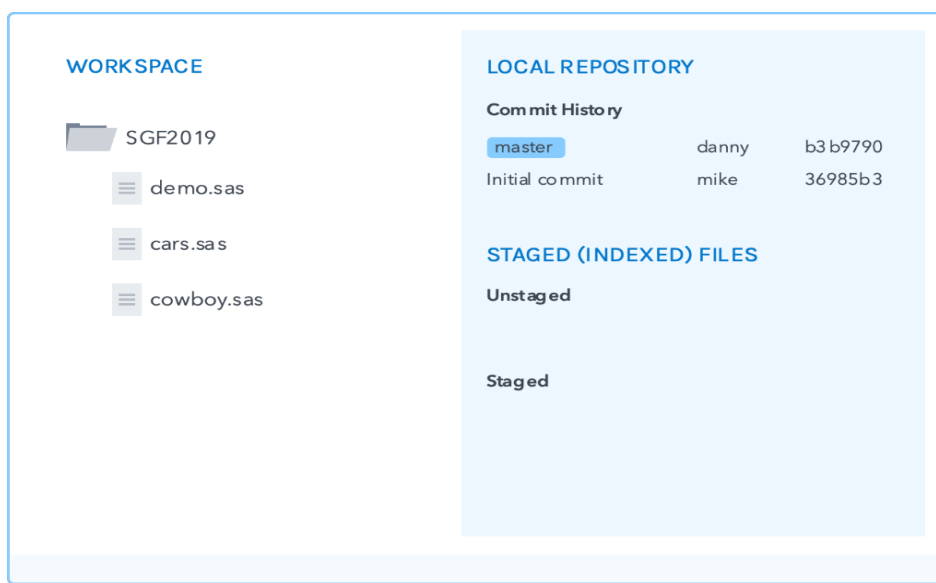 WORKSPACE
SGF2019
demo.sas
cars.sas
cowboy.sas
LOCAL REPOSITORY
Commit History
master danny b3b9790
Initial commit mike 36985b3
STAGED (INDEXED) FILES
Unstaged
Staged